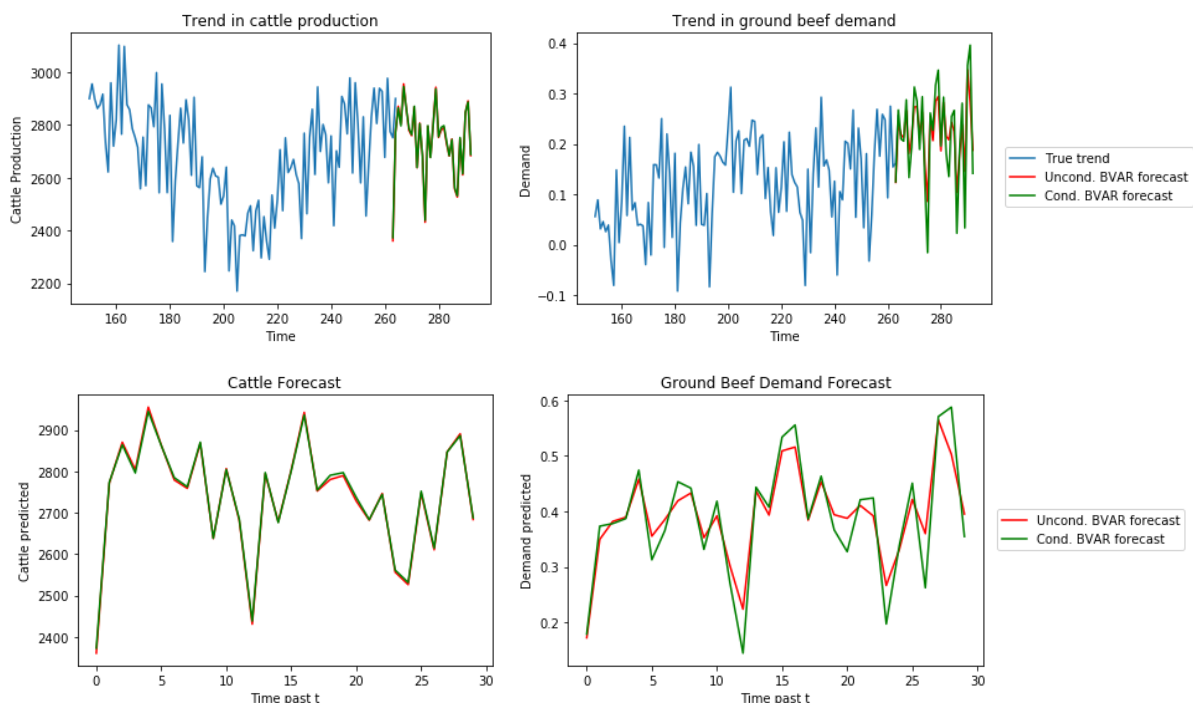 Trend in cattle production
3000
2800
2600
2400
2200
Cattle Production
160
180
200
220
240
260
280
Time
Trend in ground beef demand
0.4
0.3
0.2
0.1
0.0
−0.1
Demand
160
180
200
220
240
260
280
Time
True trend
Uncond. BVAR forecast
Cond. BVAR forecast
Cattle Forecast
2900
2800
2700
2600
2500
2400
Cattle predicted
0
5
10
15
20
25
30
Time past t
Ground Beef Demand Forecast
0.6
0.5
0.4
0.3
0.2
Demand predicted
0
5
10
15
20
25
30
Time past t
Uncond. BVAR forecast
Cond. BVAR forecast